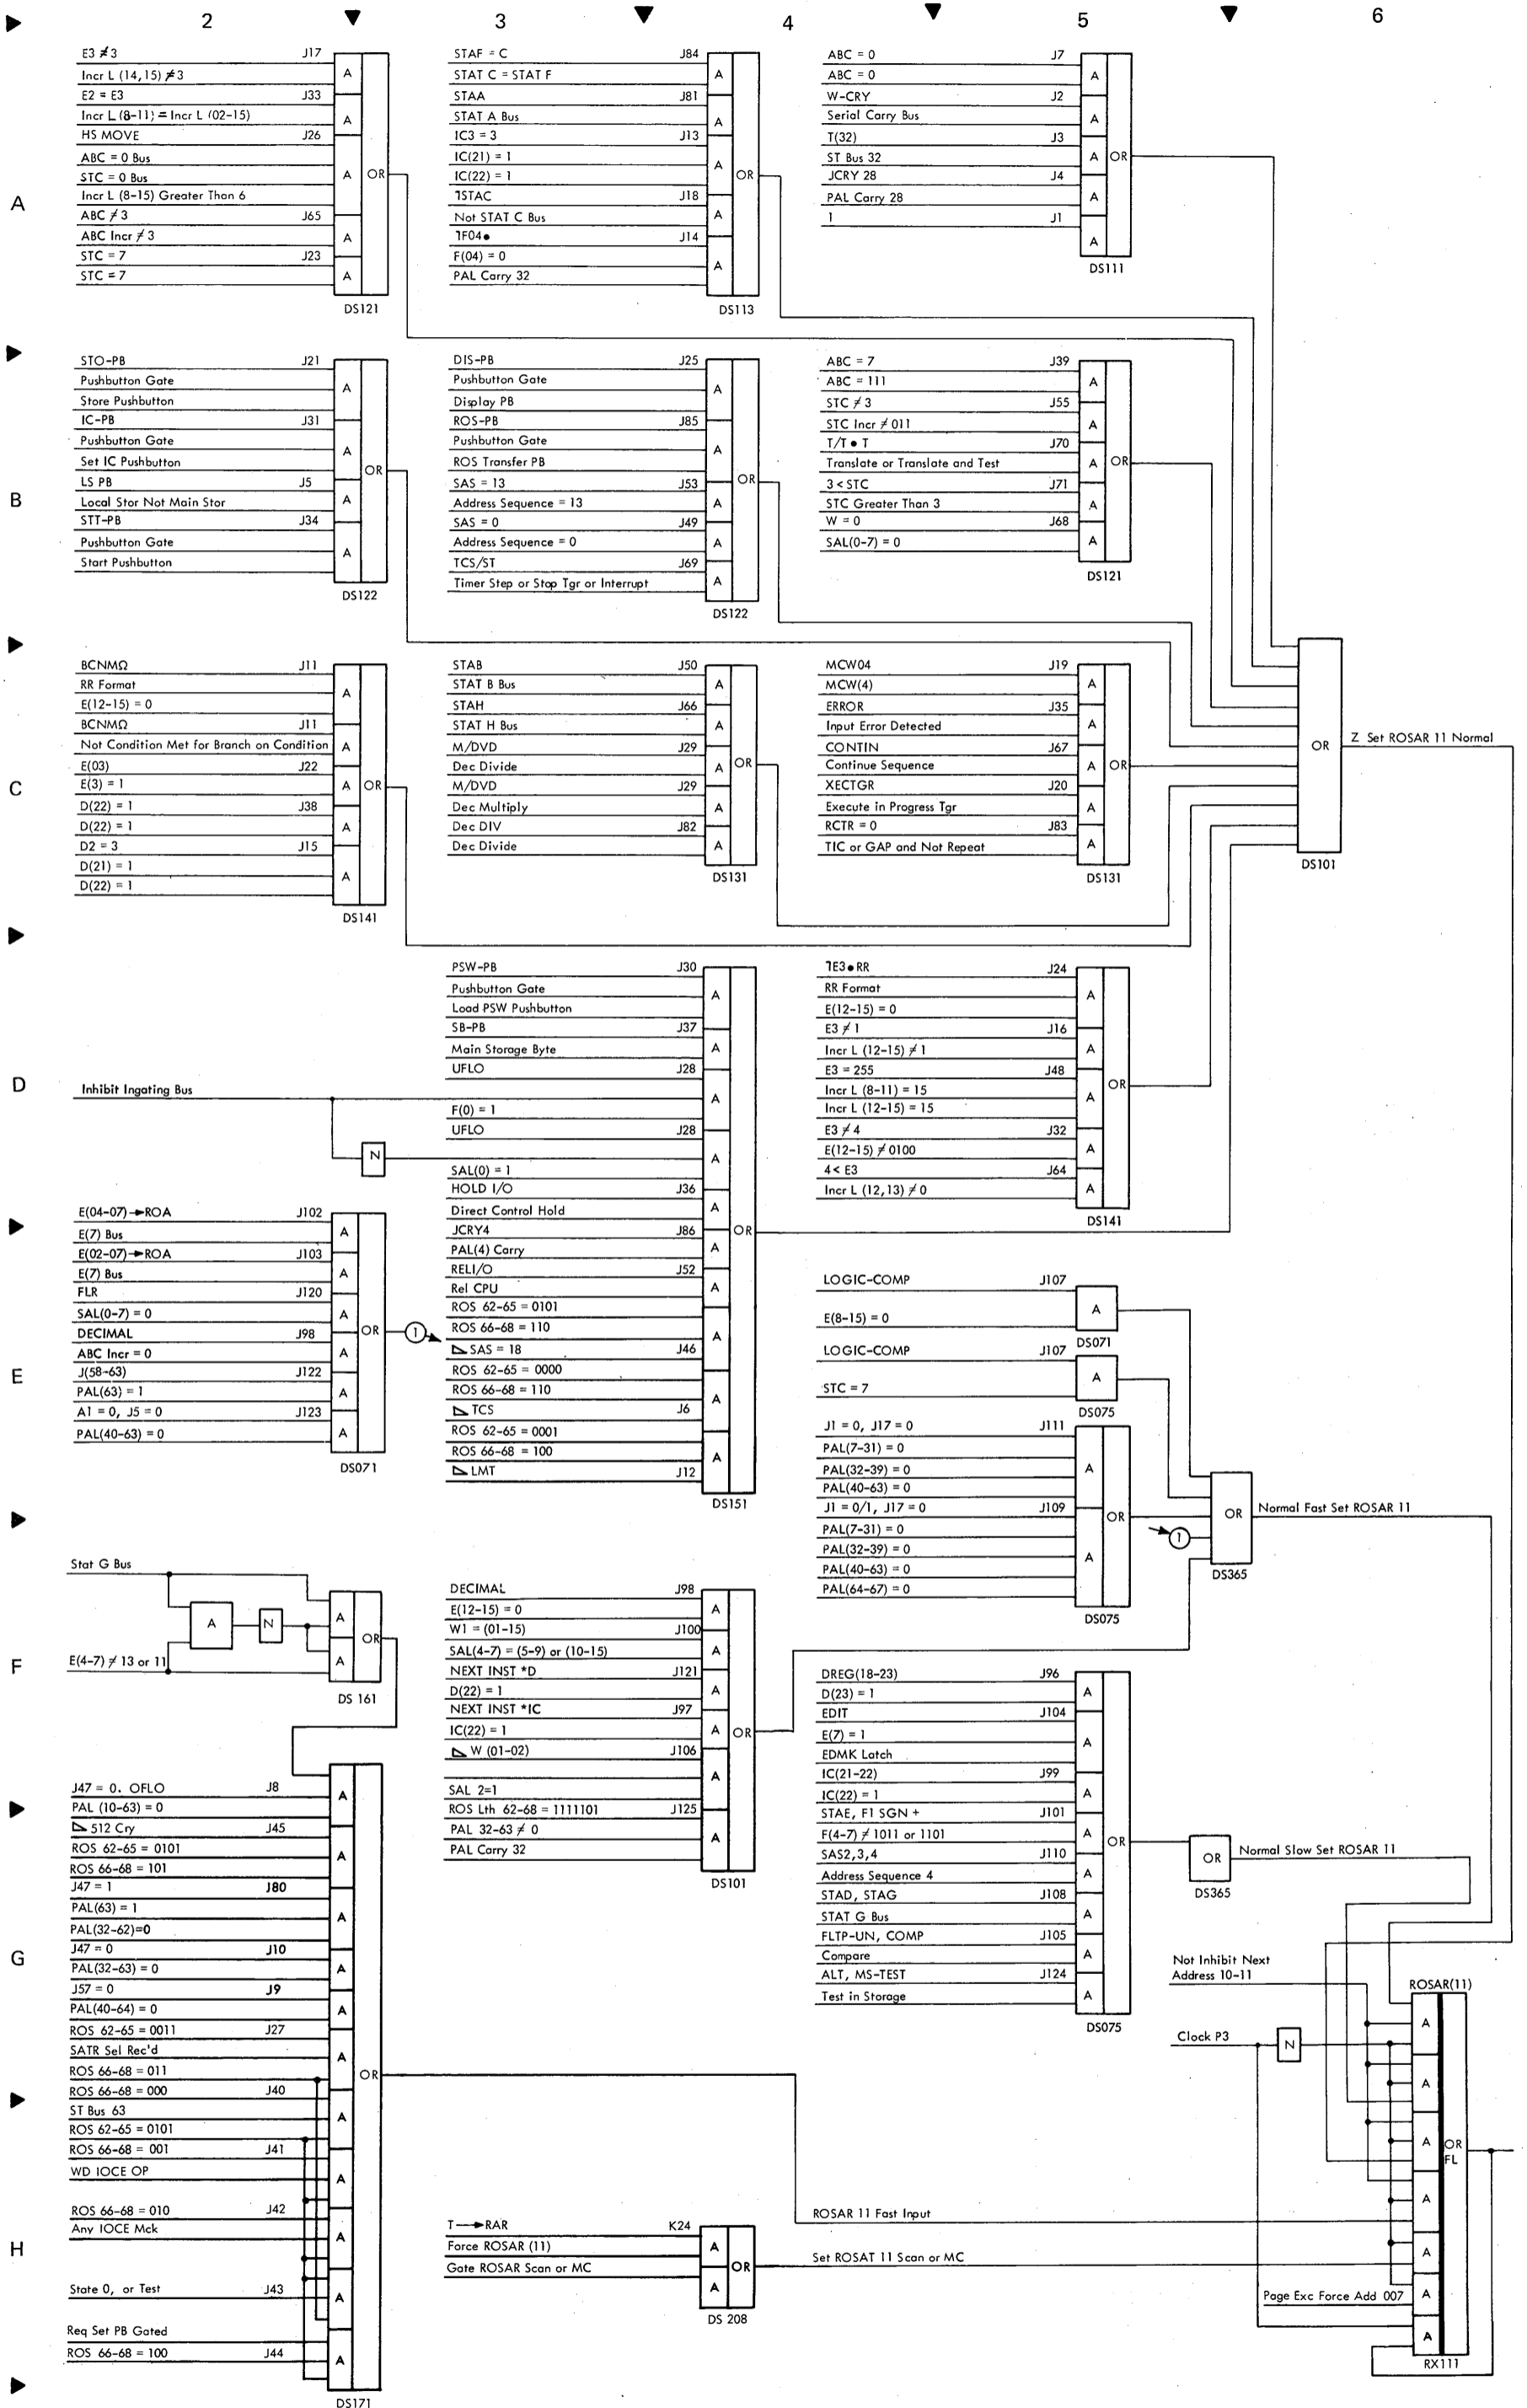 2 3 4 5 6
A
E3 ≠ 3 J17
Incr L (14,15) ≠ 3
E2 = E3 J33
Incr L (8-11) = Incr L (02-15)
HS MOVE J26
ABC = 0 Bus
STC = 0 Bus
Incr L (8-15) Greater Than 6
ABC ≠ 3 J65
ABC Incr ≠ 3
STC = 7 J23
STC = 7
A
A
A
A
A
OR
DS121
STAF = C J84
STAT C = STAT F
STAA J81
STAT A Bus
IC3 = 3 J13
IC(21) = 1
IC(22) = 1
˥STAC J18
Not STAT C Bus
˥F04● J14
F(04) = 0
PAL Carry 32
A
A
A
A
A
OR
DS113
ABC = 0 J7
ABC = 0
W-CRY J2
Serial Carry Bus
T(32) J3
ST Bus 32
JCRY 28 J4
PAL Carry 28
1 J1
A
A
A
A
A
OR
DS111
B
STO-PB J21
Pushbutton Gate
Store Pushbutton
IC-PB J31
Pushbutton Gate
Set IC Pushbutton
LS PB J5
Local Stor Not Main Stor
STT-PB J34
Pushbutton Gate
Start Pushbutton
A
A
A
A
OR
DS122
DIS-PB J25
Pushbutton Gate
Display PB
ROS-PB J85
Pushbutton Gate
ROS Transfer PB
SAS = 13 J53
Address Sequence = 13
SAS = 0 J49
Address Sequence = 0
TCS/ST J69
Timer Step or Stop Tgr or Interrupt
A
A
A
A
A
OR
DS122
ABC = 7 J39
ABC = 111
STC ≠ 3 J55
STC Incr ≠ 011
T/T ● T J70
Translate or Translate and Test
3 < STC J71
STC Greater Than 3
W = 0 J68
SAL(0-7) = 0
A
A
A
A
A
OR
DS121
C
BCNMΩ J11
RR Format
E(12-15) = 0
BCNMΩ J11
Not Condition Met for Branch on Condition
E(03) J22
E(3) = 1
D(22) = 1 J38
D(22) = 1
D2 = 3 J15
D(21) = 1
D(22) = 1
A
A
A
A
A
OR
DS141
STAB J50
STAT B Bus
STAH J66
STAT H Bus
M/DVD J29
Dec Divide
M/DVD J29
Dec Multiply
Dec DIV J82
Dec Divide
A
A
A
A
A
OR
DS131
MCW04 J19
MCW(4)
ERROR J35
Input Error Detected
CONTIN J67
Continue Sequence
XECTGR J20
Execute in Progress Tgr
RCTR = 0 J83
TIC or GAP and Not Repeat
A
A
A
A
A
OR
DS131
OR
DS101
Z Set ROSAR 11 Normal
D
Inhibit Ingating Bus
N
PSW-PB J30
Pushbutton Gate
Load PSW Pushbutton
SB-PB J37
Main Storage Byte
UFLO J28
F(0) = 1
UFLO J28
SAL(0) = 1
HOLD I/O J36
Direct Control Hold
JCRY4 J86
PAL(4) Carry
RELI/O J52
Rel CPU
ROS 62-65 = 0101
ROS 66-68 = 110
⊿ SAS = 18 J46
ROS 62-65 = 0000
ROS 66-68 = 110
⊿ TCS J6
ROS 62-65 = 0001
ROS 66-68 = 100
⊿ LMT J12
A
A
A
A
A
A
A
A
A
A
OR
DS151
˥E3●RR J24
RR Format
E(12-15) = 0
E3 ≠ 1 J16
Incr L (12-15) ≠ 1
E3 = 255 J48
Incr L (8-11) = 15
Incr L (12-15) = 15
E3 ≠ 4 J32
E(12-15) ≠ 0100
4 < E3 J64
Incr L (12,13) ≠ 0
A
A
A
A
A
OR
DS141
E
E(04-07)→ROA J102
E(7) Bus
E(02-07)→ROA J103
E(7) Bus
FLR J120
SAL(0-7) = 0
DECIMAL J98
ABC Incr = 0
J(58-63) J122
PAL(63) = 1
A1 = 0, J5 = 0 J123
PAL(40-63) = 0
A
A
A
A
A
A
OR
1
DS071
LOGIC-COMP J107
E(8-15) = 0
A
DS071
LOGIC-COMP J107
STC = 7
A
DS075
J1 = 0, J17 = 0 J111
PAL(7-31) = 0
PAL(32-39) = 0
PAL(40-63) = 0
J1 = 0/1, J17 = 0 J109
PAL(7-31) = 0
PAL(32-39) = 0
PAL(40-63) = 0
PAL(64-67) = 0
A
A
OR
DS075
1
OR
DS365
Normal Fast Set ROSAR 11
F
Stat G Bus
A
N
E(4-7) ≠ 13 or 11
A
A
OR
DS 161
DECIMAL J98
E(12-15) = 0
W1 = (01-15) J100
SAL(4-7) = (5-9) or (10-15)
NEXT INST *D J121
D(22) = 1
NEXT INST *IC J97
IC(22) = 1
⊿ W (01-02) J106
SAL 2=1
ROS Lth 62-68 = 1111101 J125
PAL 32-63 ≠ 0
PAL Carry 32
A
A
A
A
A
A
OR
DS101
DREG(18-23) J96
D(23) = 1
EDIT J104
E(7) = 1
EDMK Latch
IC(21-22) J99
IC(22) = 1
STAE, F1 SGN + J101
F(4-7) ≠ 1011 or 1101
SAS2,3,4 J110
Address Sequence 4
STAD, STAG J108
STAT G Bus
FLTP-UN, COMP J105
Compare
ALT, MS-TEST J124
Test in Storage
A
A
A
A
A
A
A
A
OR
DS075
OR
DS365
Normal Slow Set ROSAR 11
G
J47 = 0. OFLO J8
PAL (10-63) = 0
⊿ 512 Cry J45
ROS 62-65 = 0101
ROS 66-68 = 101
J47 = 1 J80
PAL(63) = 1
PAL(32-62)=0
J47 = 0 J10
PAL(32-63) = 0
J57 = 0 J9
PAL(40-64) = 0
ROS 62-65 = 0011 J27
SATR Sel Rec'd
ROS 66-68 = 011
ROS 66-68 = 000 J40
ST Bus 63
ROS 62-65 = 0101
ROS 66-68 = 001 J41
WD IOCE OP
ROS 66-68 = 010 J42
Any IOCE Mck
State 0, or Test J43
Req Set PB Gated
ROS 66-68 = 100 J44
A
A
A
A
A
A
A
A
A
A
A
OR
DS171
H
T→RAR K24
Force ROSAR (11)
Gate ROSAR Scan or MC
A
A
OR
DS 208
ROSAR 11 Fast Input
Set ROSAT 11 Scan or MC
Not Inhibit Next
Address 10-11
Clock P3
N
Page Exc Force Add 007
ROSAR(11)
A
A
A
A
A
A
A
OR
FL
RX111